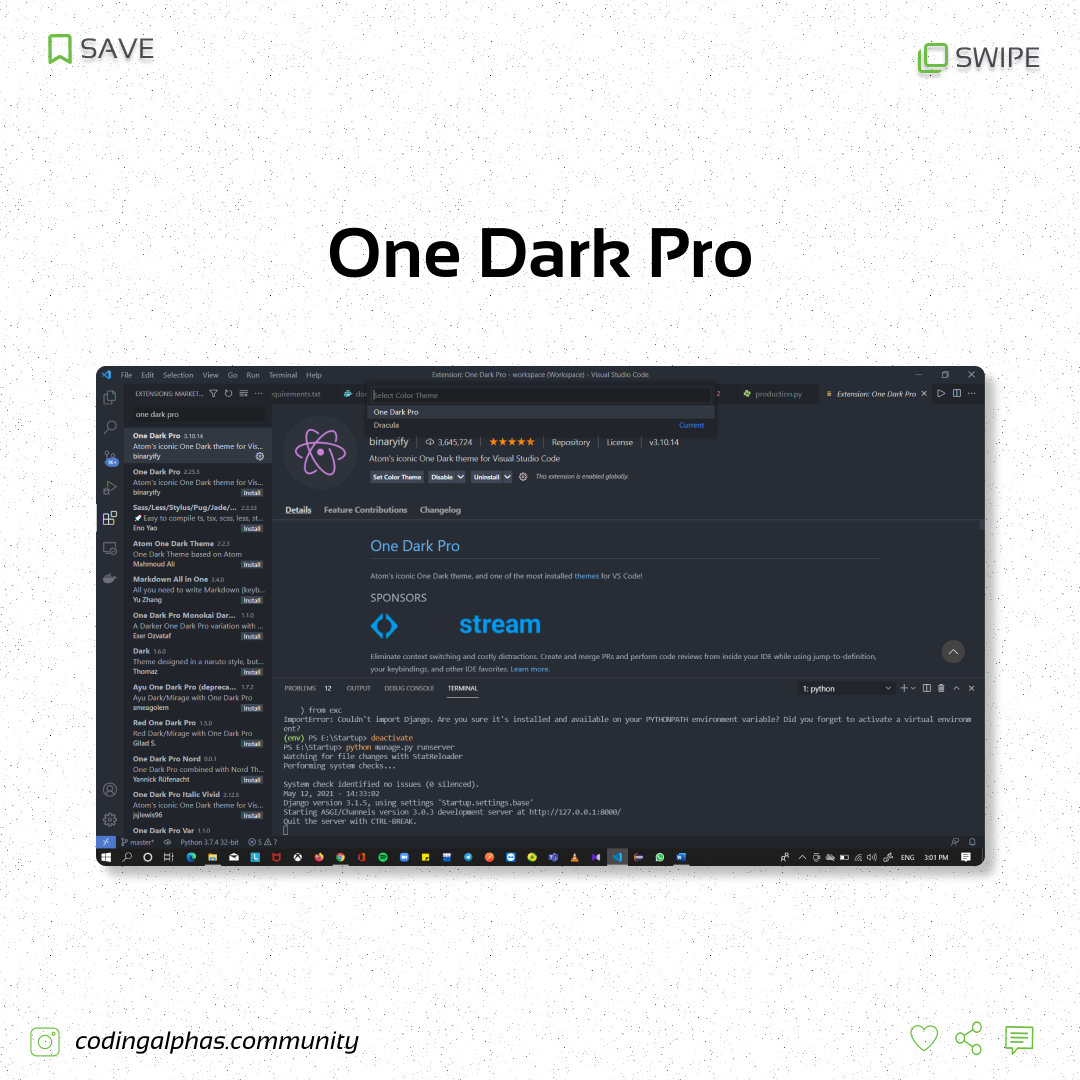 SAVE
SWIPE
One Dark Pro
File Edit Selection View Go Run Terminal Help
Extension: One Dark Pro - workspace (Workspace) - Visual Studio Code
EXTENSIONS: MARKET...
equirements.txt
Select Color Theme
production.py
Extension: One Dark Pro
one dark pro
One Dark Pro
Dracula
Current
One Dark Pro 3.10.14
Atom's iconic One Dark theme for Vis...
binaryify
One Dark Pro 2.25.3
Atom's iconic One Dark theme for Vis...
binaryify
Install
Sass/Less/Stylus/Pug/Jade/... 2.3.33
Easy to compile ts, tsx, scss, less, st...
Eno Yao
Install
Atom One Dark Theme 2.2.3
One Dark Theme based on Atom
Mahmoud Ali
Install
Markdown All in One 3.4.0
All you need to write Markdown (keyb...
Yu Zhang
Install
One Dark Pro Monokai Dar... 1.1.0
A Darker One Dark Pro variation with ...
Eser Ozvataf
Install
Dark 1.6.0
Theme designed in a naruto style, but...
Thomaz
Install
Ayu One Dark Pro (depreca... 1.7.2
Ayu Dark/Mirage with One Dark Pro
smeagolem
Install
Red One Dark Pro 1.5.0
Red Dark/Mirage with One Dark Pro
Gilad S.
Install
One Dark Pro Nord 0.0.1
One Dark Pro combined with Nord Th...
Yannick Rüfenacht
Install
One Dark Pro Italic Vivid 2.12.5
Atom's iconic One Dark theme for Vis...
jsjlewis96
Install
One Dark Pro Var 1.1.0
binaryify
3,645,724
Repository
License
v3.10.14
Atom's iconic One Dark theme for Visual Studio Code
Set Color Theme
Disable
Uninstall
This extension is enabled globally.
Details Feature Contributions Changelog
One Dark Pro
Atom's iconic One Dark theme, and one of the most installed themes for VS Code!
SPONSORS
stream
Eliminate context switching and costly distractions. Create and merge PRs and perform code reviews from inside your IDE while using jump-to-definition,
your keybindings, and other IDE favorites. Learn more.
PROBLEMS 12 OUTPUT DEBUG CONSOLE TERMINAL
1: python
) from exc
ImportError: Couldn't import Django. Are you sure it's installed and available on your PYTHONPATH environment variable? Did you forget to activate a virtual environm
ent?
(env) PS E:\Startup> deactivate
PS E:\Startup> python manage.py runserver
Watching for file changes with StatReloader
Performing system checks...
System check identified no issues (0 silenced).
May 12, 2021 - 14:33:02
Django version 3.1.5, using settings 'Startup.settings.base'
Starting ASGI/Channels version 3.0.3 development server at http://127.0.0.1:8000/
Quit the server with CTRL-BREAK.
master* Python 3.7.4 32-bit 5 7
ENG 3:01 PM
codingalphas.community